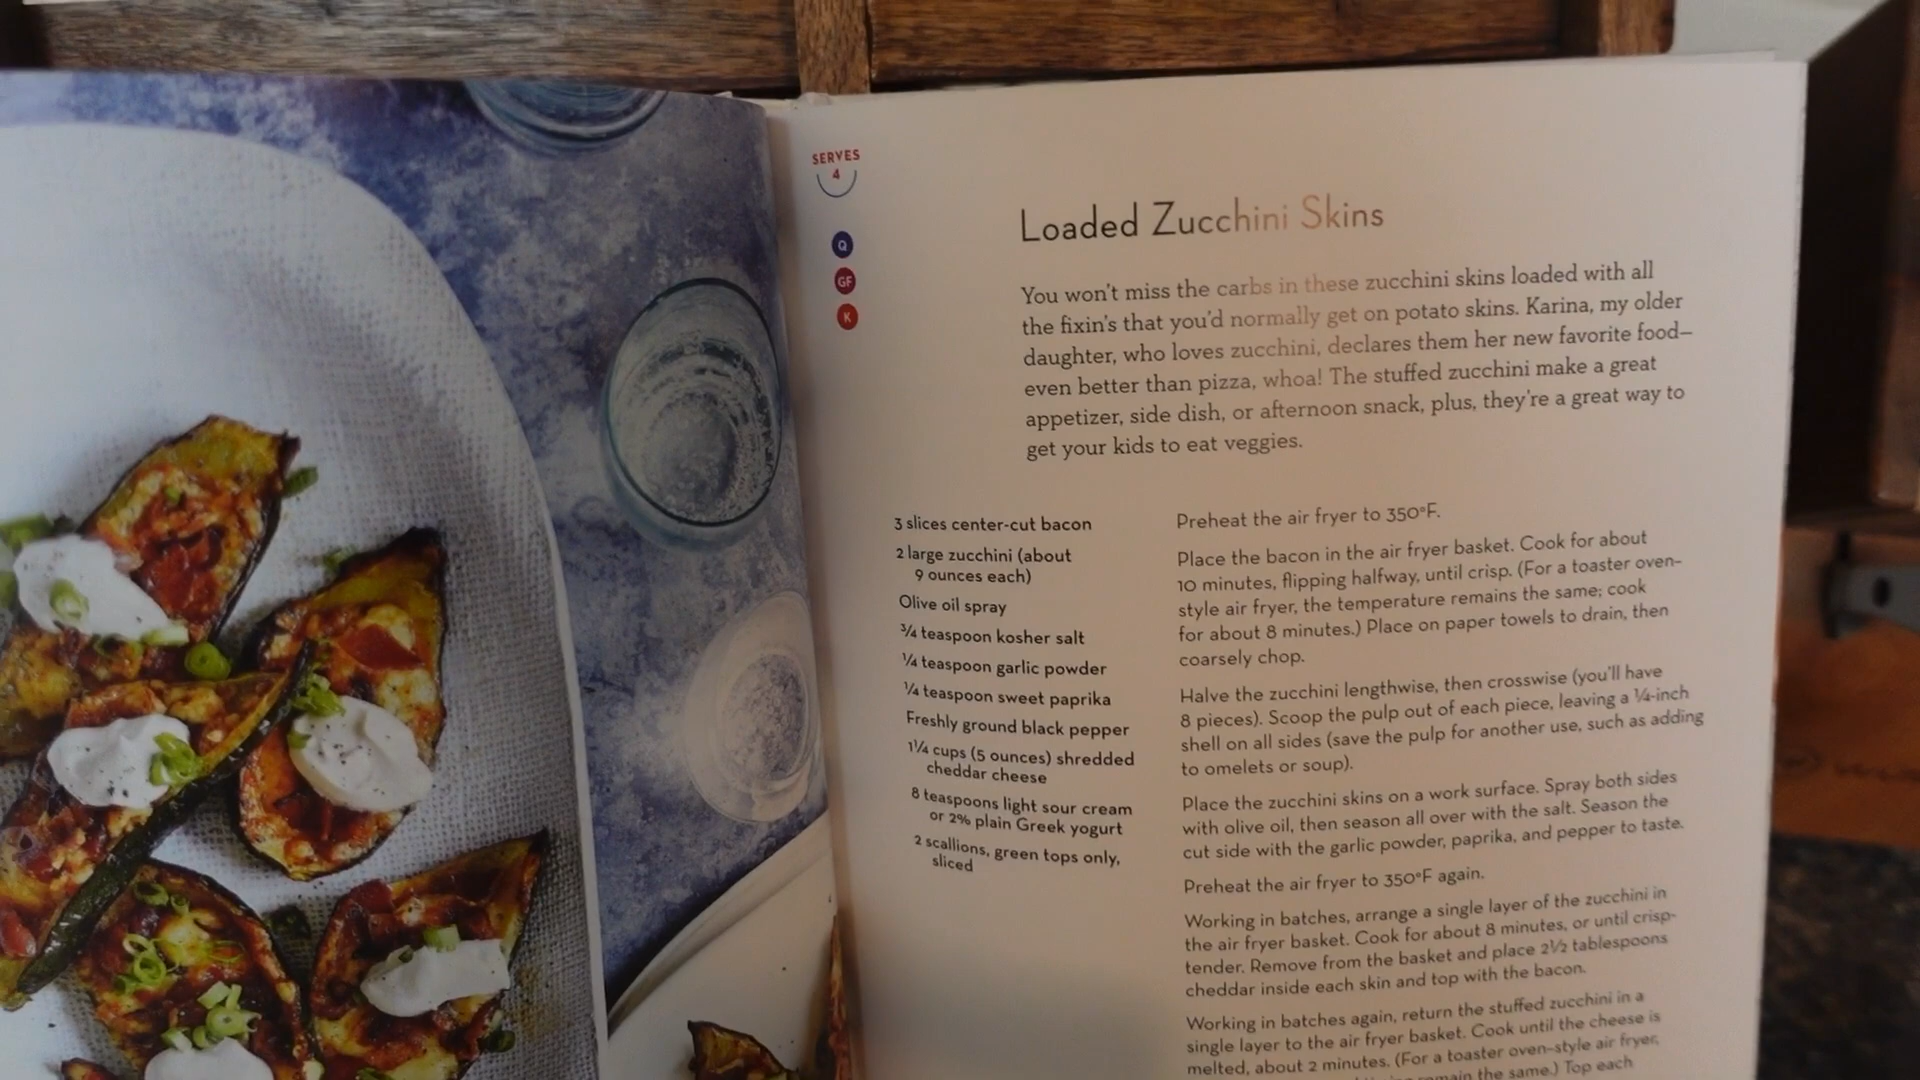 SERVES
4
Q
GF
K
Loaded Zucchini Skins
You won't miss the carbs in these zucchini skins loaded with all
the fixin's that you'd normally get on potato skins. Karina, my older
daughter, who loves zucchini, declares them her new favorite food—
even better than pizza, whoa! The stuffed zucchini make a great
appetizer, side dish, or afternoon snack, plus, they're a great way to
get your kids to eat veggies.
3 slices center-cut bacon
2 large zucchini (about
9 ounces each)
Olive oil spray
¾ teaspoon kosher salt
¼ teaspoon garlic powder
¼ teaspoon sweet paprika
Freshly ground black pepper
1¼ cups (5 ounces) shredded
cheddar cheese
8 teaspoons light sour cream
or 2% plain Greek yogurt
2 scallions, green tops only,
sliced
Preheat the air fryer to 350°F.
Place the bacon in the air fryer basket. Cook for about
10 minutes, flipping halfway, until crisp. (For a toaster oven-
style air fryer, the temperature remains the same; cook
for about 8 minutes.) Place on paper towels to drain, then
coarsely chop.
Halve the zucchini lengthwise, then crosswise (you'll have
8 pieces). Scoop the pulp out of each piece, leaving a ¼-inch
shell on all sides (save the pulp for another use, such as adding
to omelets or soup).
Place the zucchini skins on a work surface. Spray both sides
with olive oil, then season all over with the salt. Season the
cut side with the garlic powder, paprika, and pepper to taste.
Preheat the air fryer to 350°F again.
Working in batches, arrange a single layer of the zucchini in
the air fryer basket. Cook for about 8 minutes, or until crisp-
tender. Remove from the basket and place 2½ tablespoons
cheddar inside each skin and top with the bacon.
Working in batches again, return the stuffed zucchini in a
single layer to the air fryer basket. Cook until the cheese is
melted, about 2 minutes. (For a toaster oven-style air fryer,
remain the same.) Top each